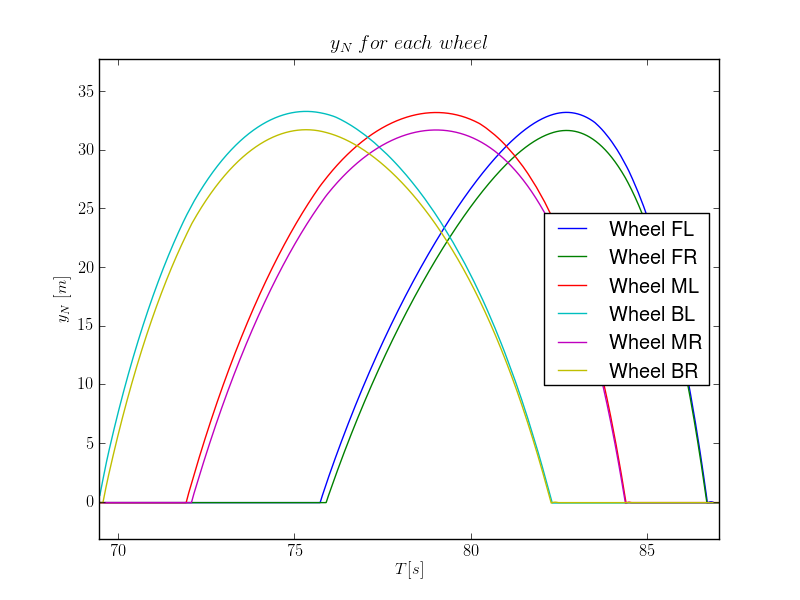 y_N for each wheel
35
30
25
20
15
10
5
0
y_N [m]
Wheel FL
Wheel FR
Wheel ML
Wheel BL
Wheel MR
Wheel BR
70 75 80 85
T[s]